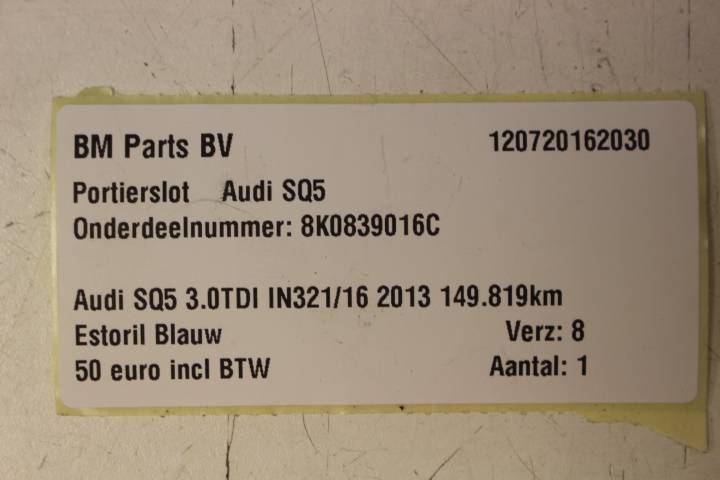 BM Parts BV 120720162030
Portierslot Audi SQ5
Onderdeelnummer: 8K0839016C
Audi SQ5 3.0TDI IN321/16 2013 149.819km
Estoril Blauw Verz: 8
50 euro incl BTW Aantal: 1